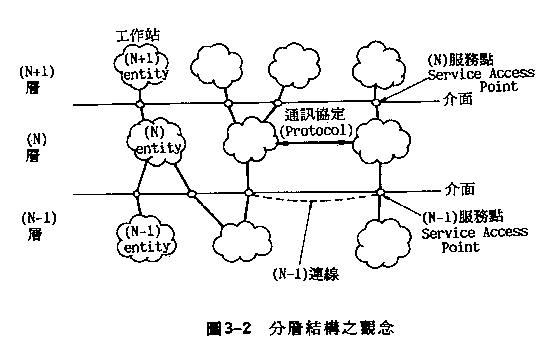 工作站
(N+1)
層
(N+1)
entity
(N)服務點
Service Access
Point
介面
(N)
層
(N)
entity
通訊協定
(Protocol)
介面
(N-1)
層
(N-1)
entity
(N-1)服務點
Service Access
Point
(N-1)連線
圖3-2 分層結構之觀念